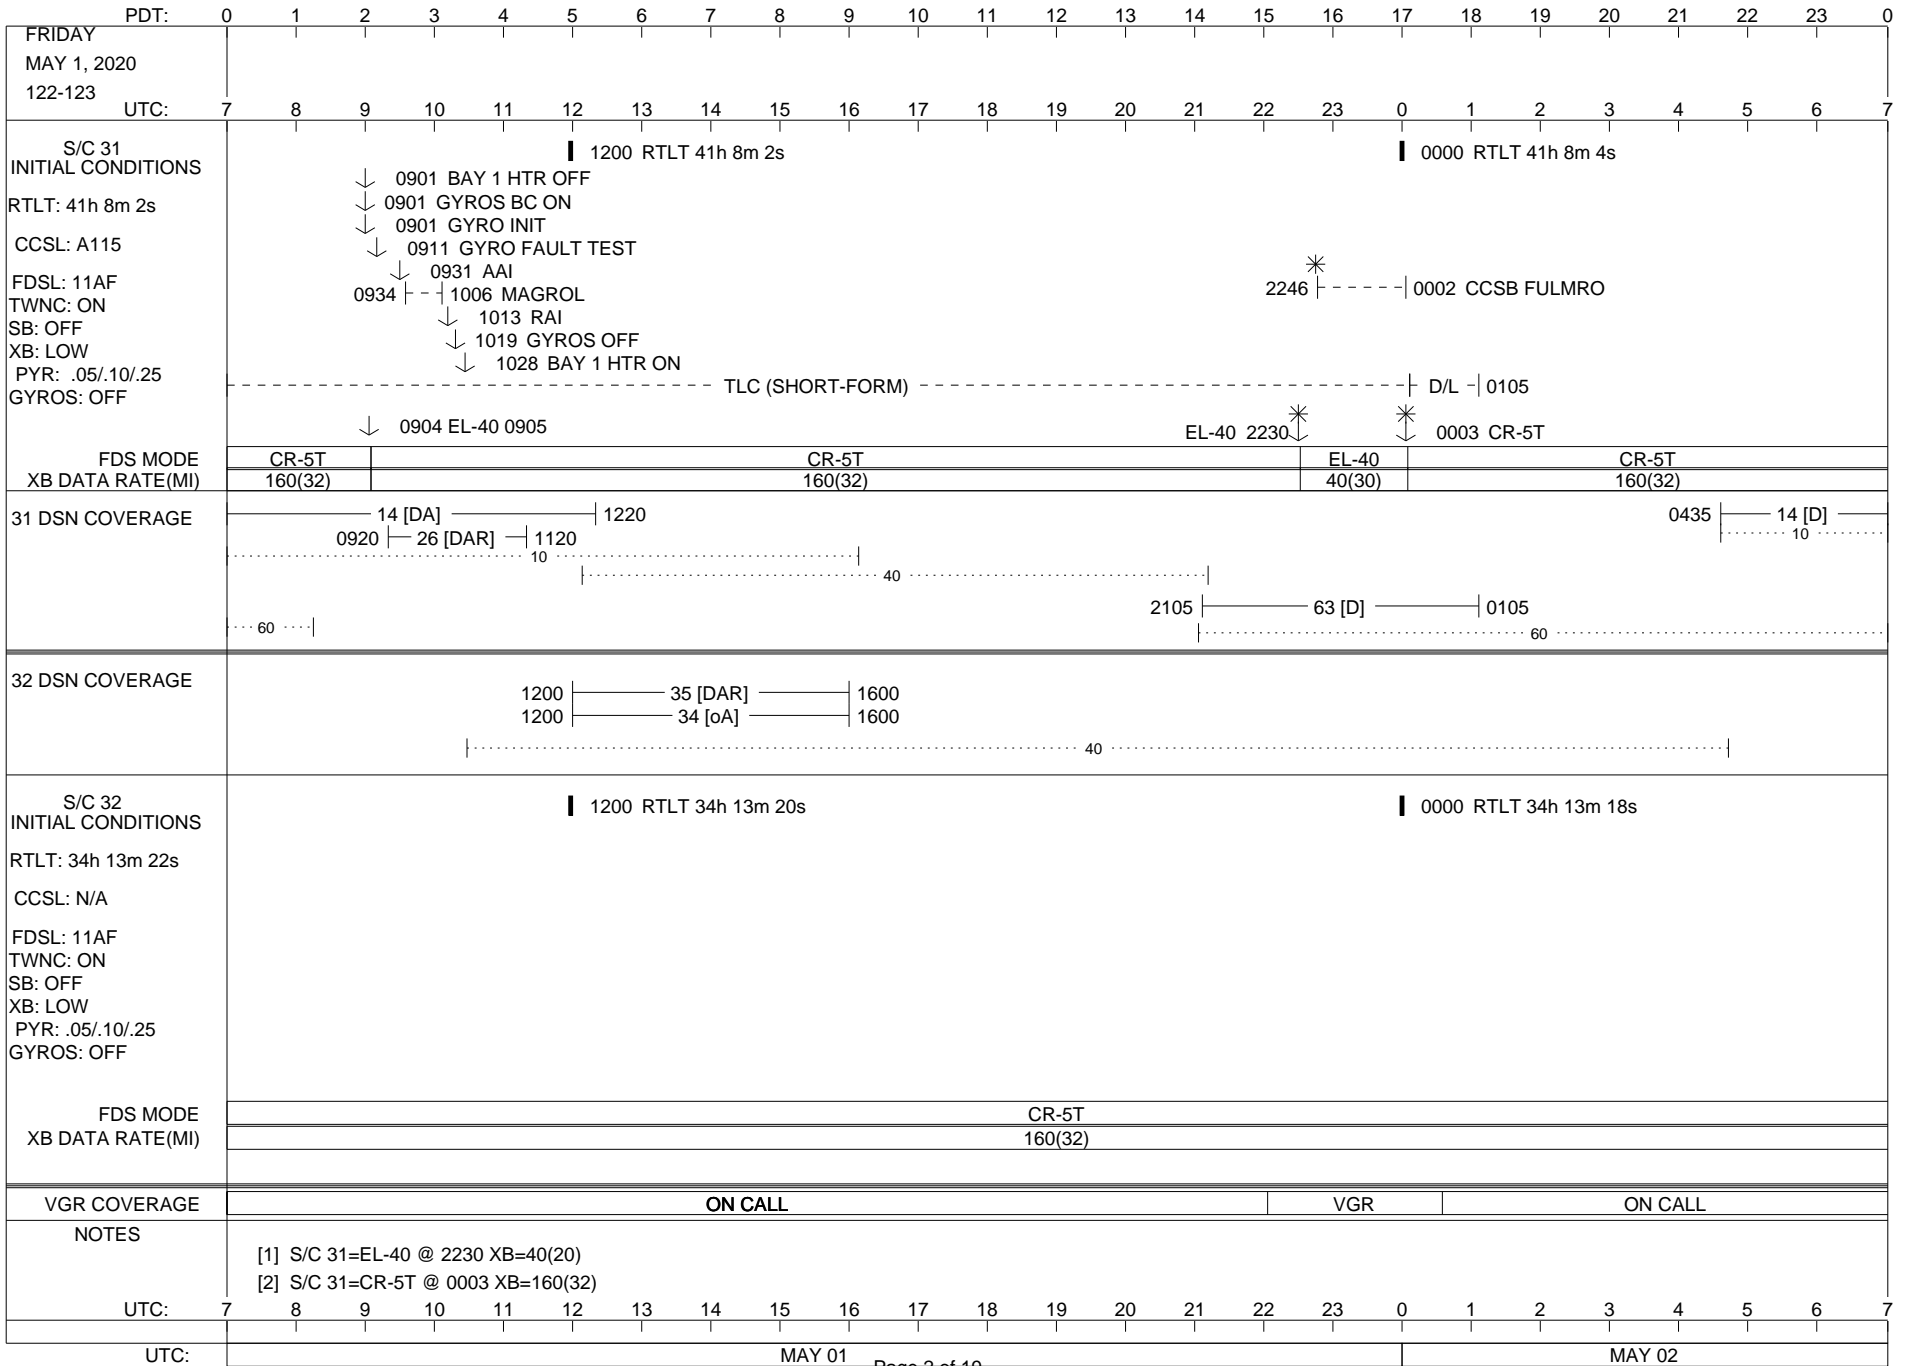 PDT: 0 1 2 3 4 5 6 7 8 9 10 11 12 13 14 15 16 17 18 19 20 21 22 23 0
FRIDAY
MAY 1, 2020
122-123
UTC: 7 8 9 10 11 12 13 14 15 16 17 18 19 20 21 22 23 0 1 2 3 4 5 6 7
S/C 31
INITIAL CONDITIONS
RTLT: 41h 8m 2s
CCSL: A115
FDSL: 11AF
TWNC: ON
SB: OFF
XB: LOW
PYR: .05/.10/.25
GYROS: OFF
1200 RTLT 41h 8m 2s
0000 RTLT 41h 8m 4s
0901 BAY 1 HTR OFF
0901 GYROS BC ON
0901 GYRO INIT
0911 GYRO FAULT TEST
0931 AAI
0934 1006 MAGROL
2246 0002 CCSB FULMRO
1013 RAI
1019 GYROS OFF
1028 BAY 1 HTR ON
TLC (SHORT-FORM) D/L 0105
0904 EL-40 0905
EL-40 2230 0003 CR-5T
FDS MODE CR-5T CR-5T EL-40 CR-5T
XB DATA RATE(MI) 160(32) 160(32) 40(30) 160(32)
31 DSN COVERAGE
14 [DA] 1220
0435 14 [D]
0920 26 [DAR] 1120
10
10
40
2105 63 [D] 0105
60
60
32 DSN COVERAGE
1200 35 [DAR] 1600
1200 34 [oA] 1600
40
S/C 32
INITIAL CONDITIONS
RTLT: 34h 13m 22s
CCSL: N/A
FDSL: 11AF
TWNC: ON
SB: OFF
XB: LOW
PYR: .05/.10/.25
GYROS: OFF
1200 RTLT 34h 13m 20s
0000 RTLT 34h 13m 18s
FDS MODE CR-5T
XB DATA RATE(MI) 160(32)
VGR COVERAGE ON CALL VGR ON CALL
NOTES
[1] S/C 31=EL-40 @ 2230 XB=40(20)
[2] S/C 31=CR-5T @ 0003 XB=160(32)
UTC: 7 8 9 10 11 12 13 14 15 16 17 18 19 20 21 22 23 0 1 2 3 4 5 6 7
UTC: MAY 01 MAY 02
Page 2 of 19